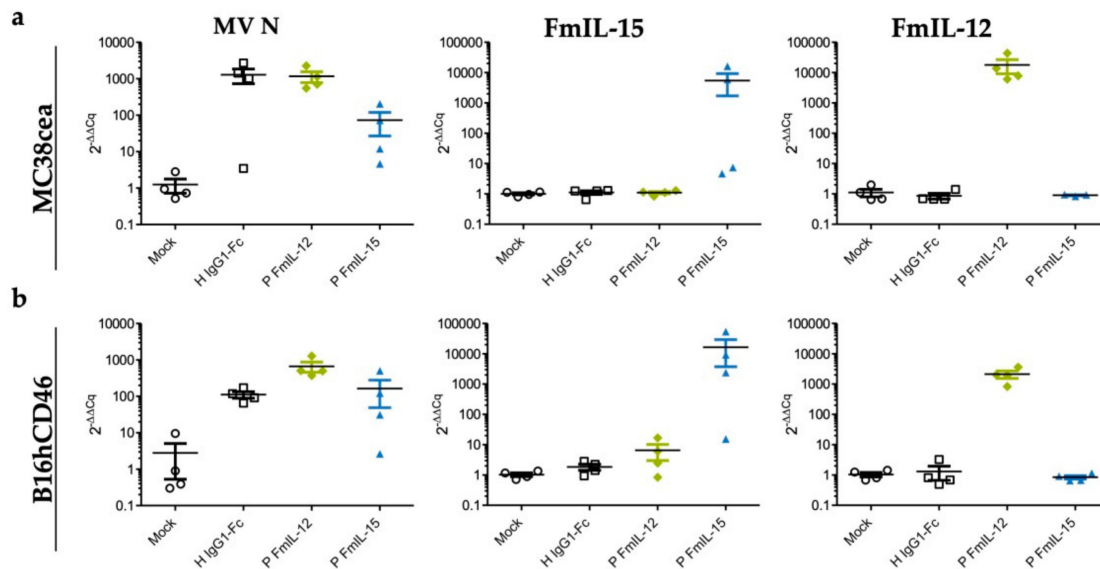 a
MV N
FmIL-15
FmIL-12
MC38cea
2-ΔΔCq
10000
1000
100
10
1
0.1
Mock
H IgG1-Fc
P FmIL-12
P FmIL-15
2-ΔΔCq
100000
10000
1000
100
10
1
0.1
Mock
H IgG1-Fc
P FmIL-12
P FmIL-15
2-ΔΔCq
100000
10000
1000
100
10
1
0.1
Mock
H IgG1-Fc
P FmIL-12
P FmIL-15
b
B16hCD46
2-ΔΔCq
10000
1000
100
10
1
0.1
Mock
H IgG1-Fc
P FmIL-12
P FmIL-15
2-ΔΔCq
100000
10000
1000
100
10
1
0.1
Mock
H IgG1-Fc
P FmIL-12
P FmIL-15
2-ΔΔCq
100000
10000
1000
100
10
1
0.1
Mock
H IgG1-Fc
P FmIL-12
P FmIL-15